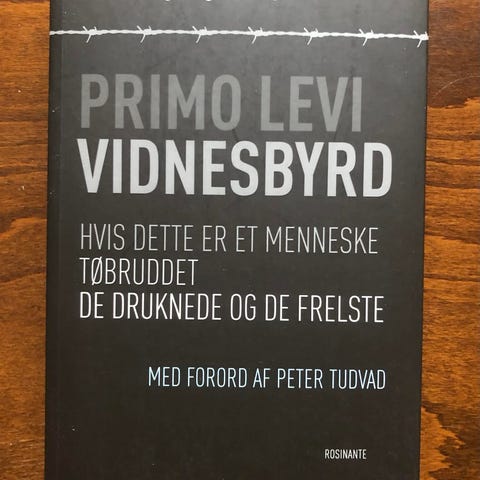 PRIMO LEVI
VIDNESBYRD
HVIS DETTE ER ET MENNESKE
TØBRUDDET
DE DRUKNEDE OG DE FRELSTE
MED FORORD AF PETER TUDVAD
ROSINANTE